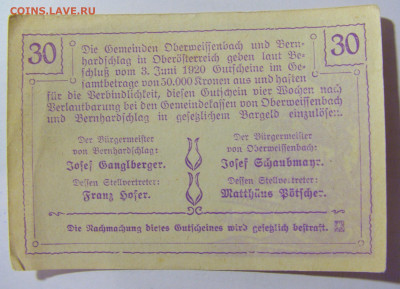 COINS.LAVE.RU
30
30
Die Gemeinden Oberweissenbach und Bern-
hardschlag in Oberösterreich geben laut Be-
schluß vom 3. Juni 1920 Gutscheine im Ge-
samtbetrage von 50,000 Kronen aus und haften
für die Verbindlichkeit, diesen Gutschein vier Wochen nach
Verlautbarung bei den Gemeindekassen von Oberweissenbach
und Bernhardschlag in gesetzlichem Bargeld einzulösen.
Der Bürgermeister
von Bernhardschlag:
Josef Ganglberger.
Dessen Stellvertreter:
Franz Hofer.
Der Bürgermeister
von Oberweissenbach:
Josef Schaubmayr.
Dessen Stellvertreter:
Matthäus Pötscher.
Die Nachmachung dieses Gutscheines wird gesetzlich bestraft.